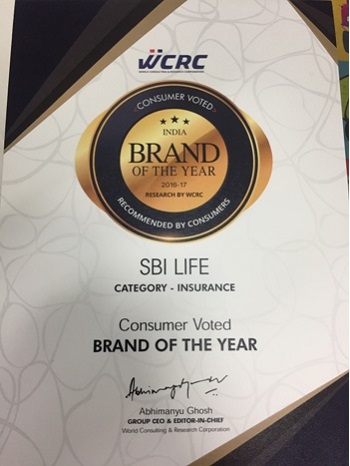 WCRC
WORLD CONSULTING & RESEARCH CORPORATION
CONSUMER VOTED
INDIA
BRAND
OF THE YEAR
2016-17
RESEARCH BY WCRC
RECOMMENDED BY CONSUMERS
SBI LIFE
CATEGORY - INSURANCE
Consumer Voted
BRAND OF THE YEAR
Abhimanyu Ghosh
GROUP CEO & EDITOR-IN-CHIEF
World Consulting & Research Corporation